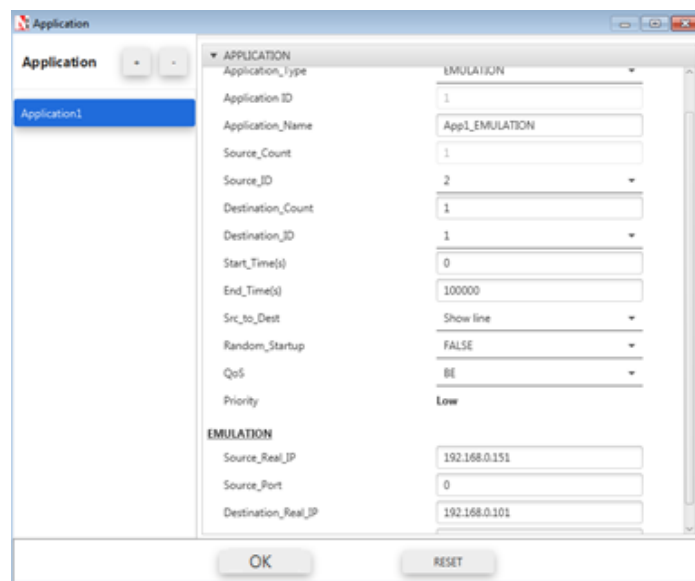 Application
Application + -
Application1
APPLICATION
Application_Type EMULATION
Application ID 1
Application_Name App1_EMULATION
Source_Count 1
Source_ID 2
Destination_Count 1
Destination_ID 1
Start_Time(s) 0
End_Time(s) 100000
Src_to_Dest Show line
Random_Startup FALSE
QoS BE
Priority Low
EMULATION
Source_Real_IP 192.168.0.151
Source_Port 0
Destination_Real_IP 192.168.0.101
OK RESET